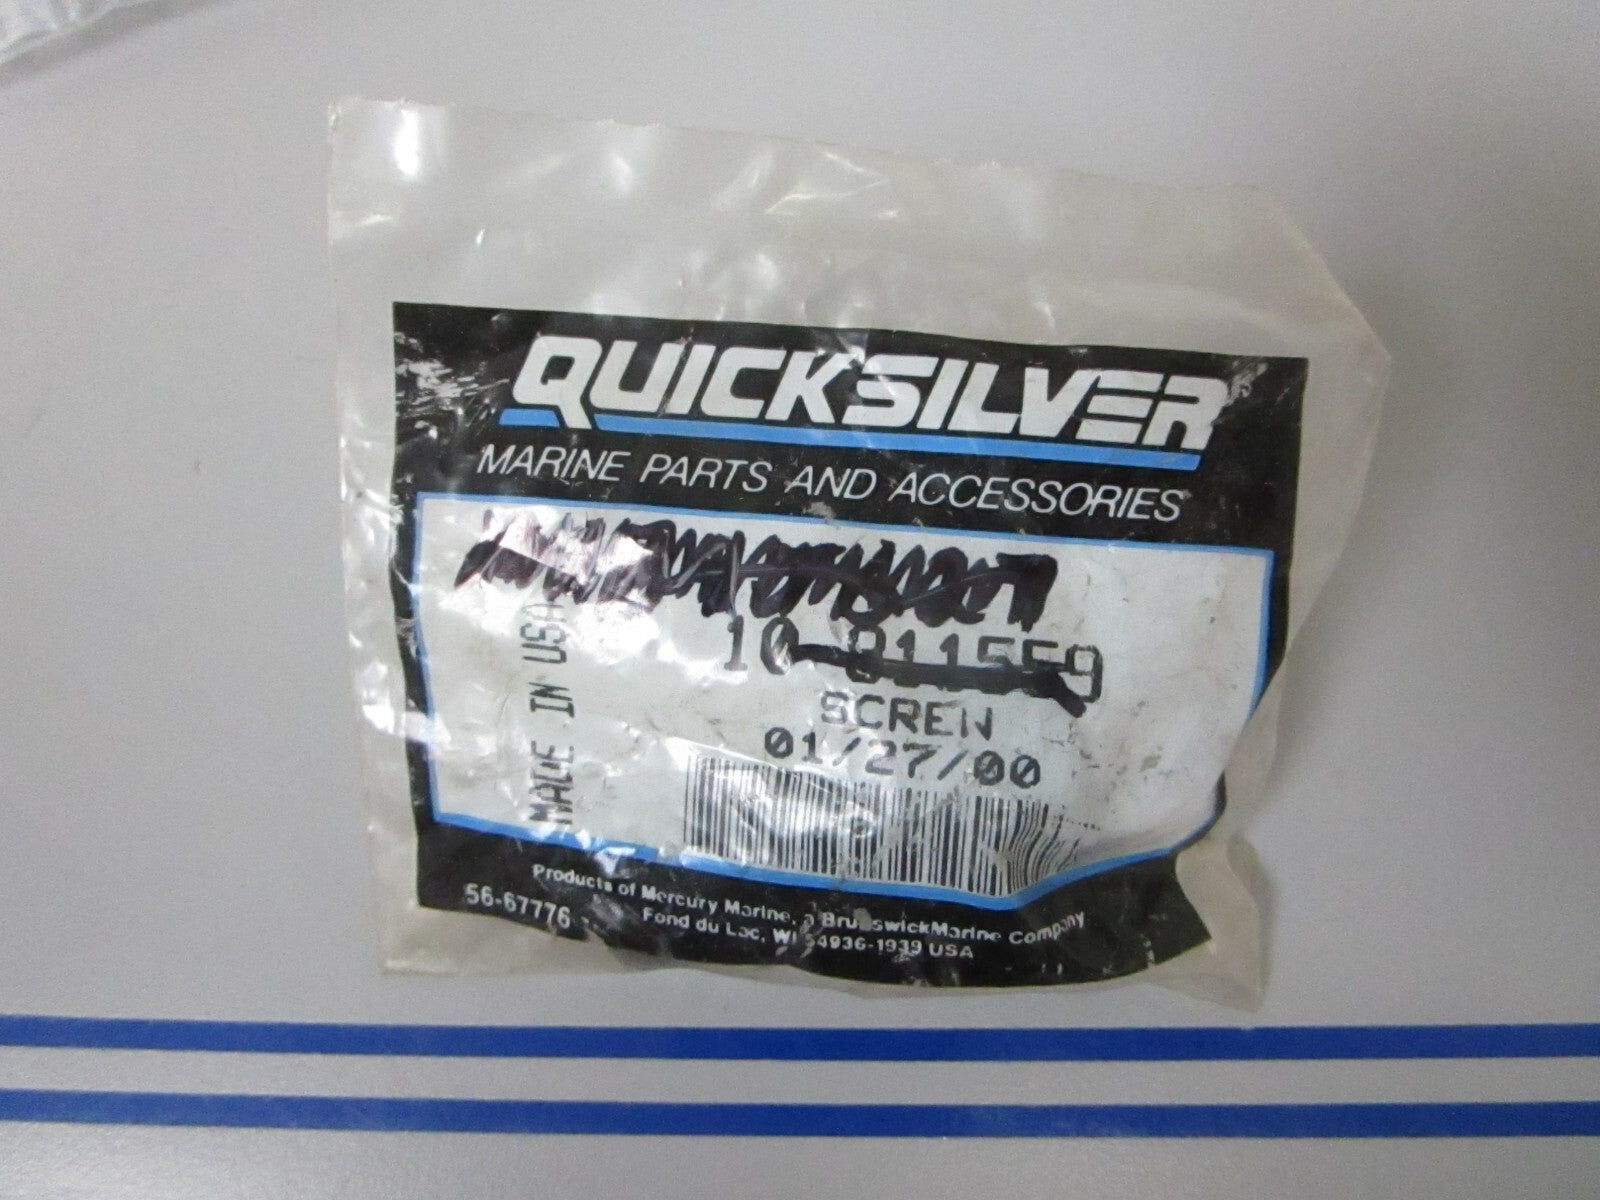 QUICKSILVER
MARINE PARTS AND ACCESSORIES
MADE IN USA
10-811559
SCREW
01/27/00
Products of Mercury Marine, a Brunswick Marine Company
56-67776
Fond du Lac, WI 54936-1939 USA